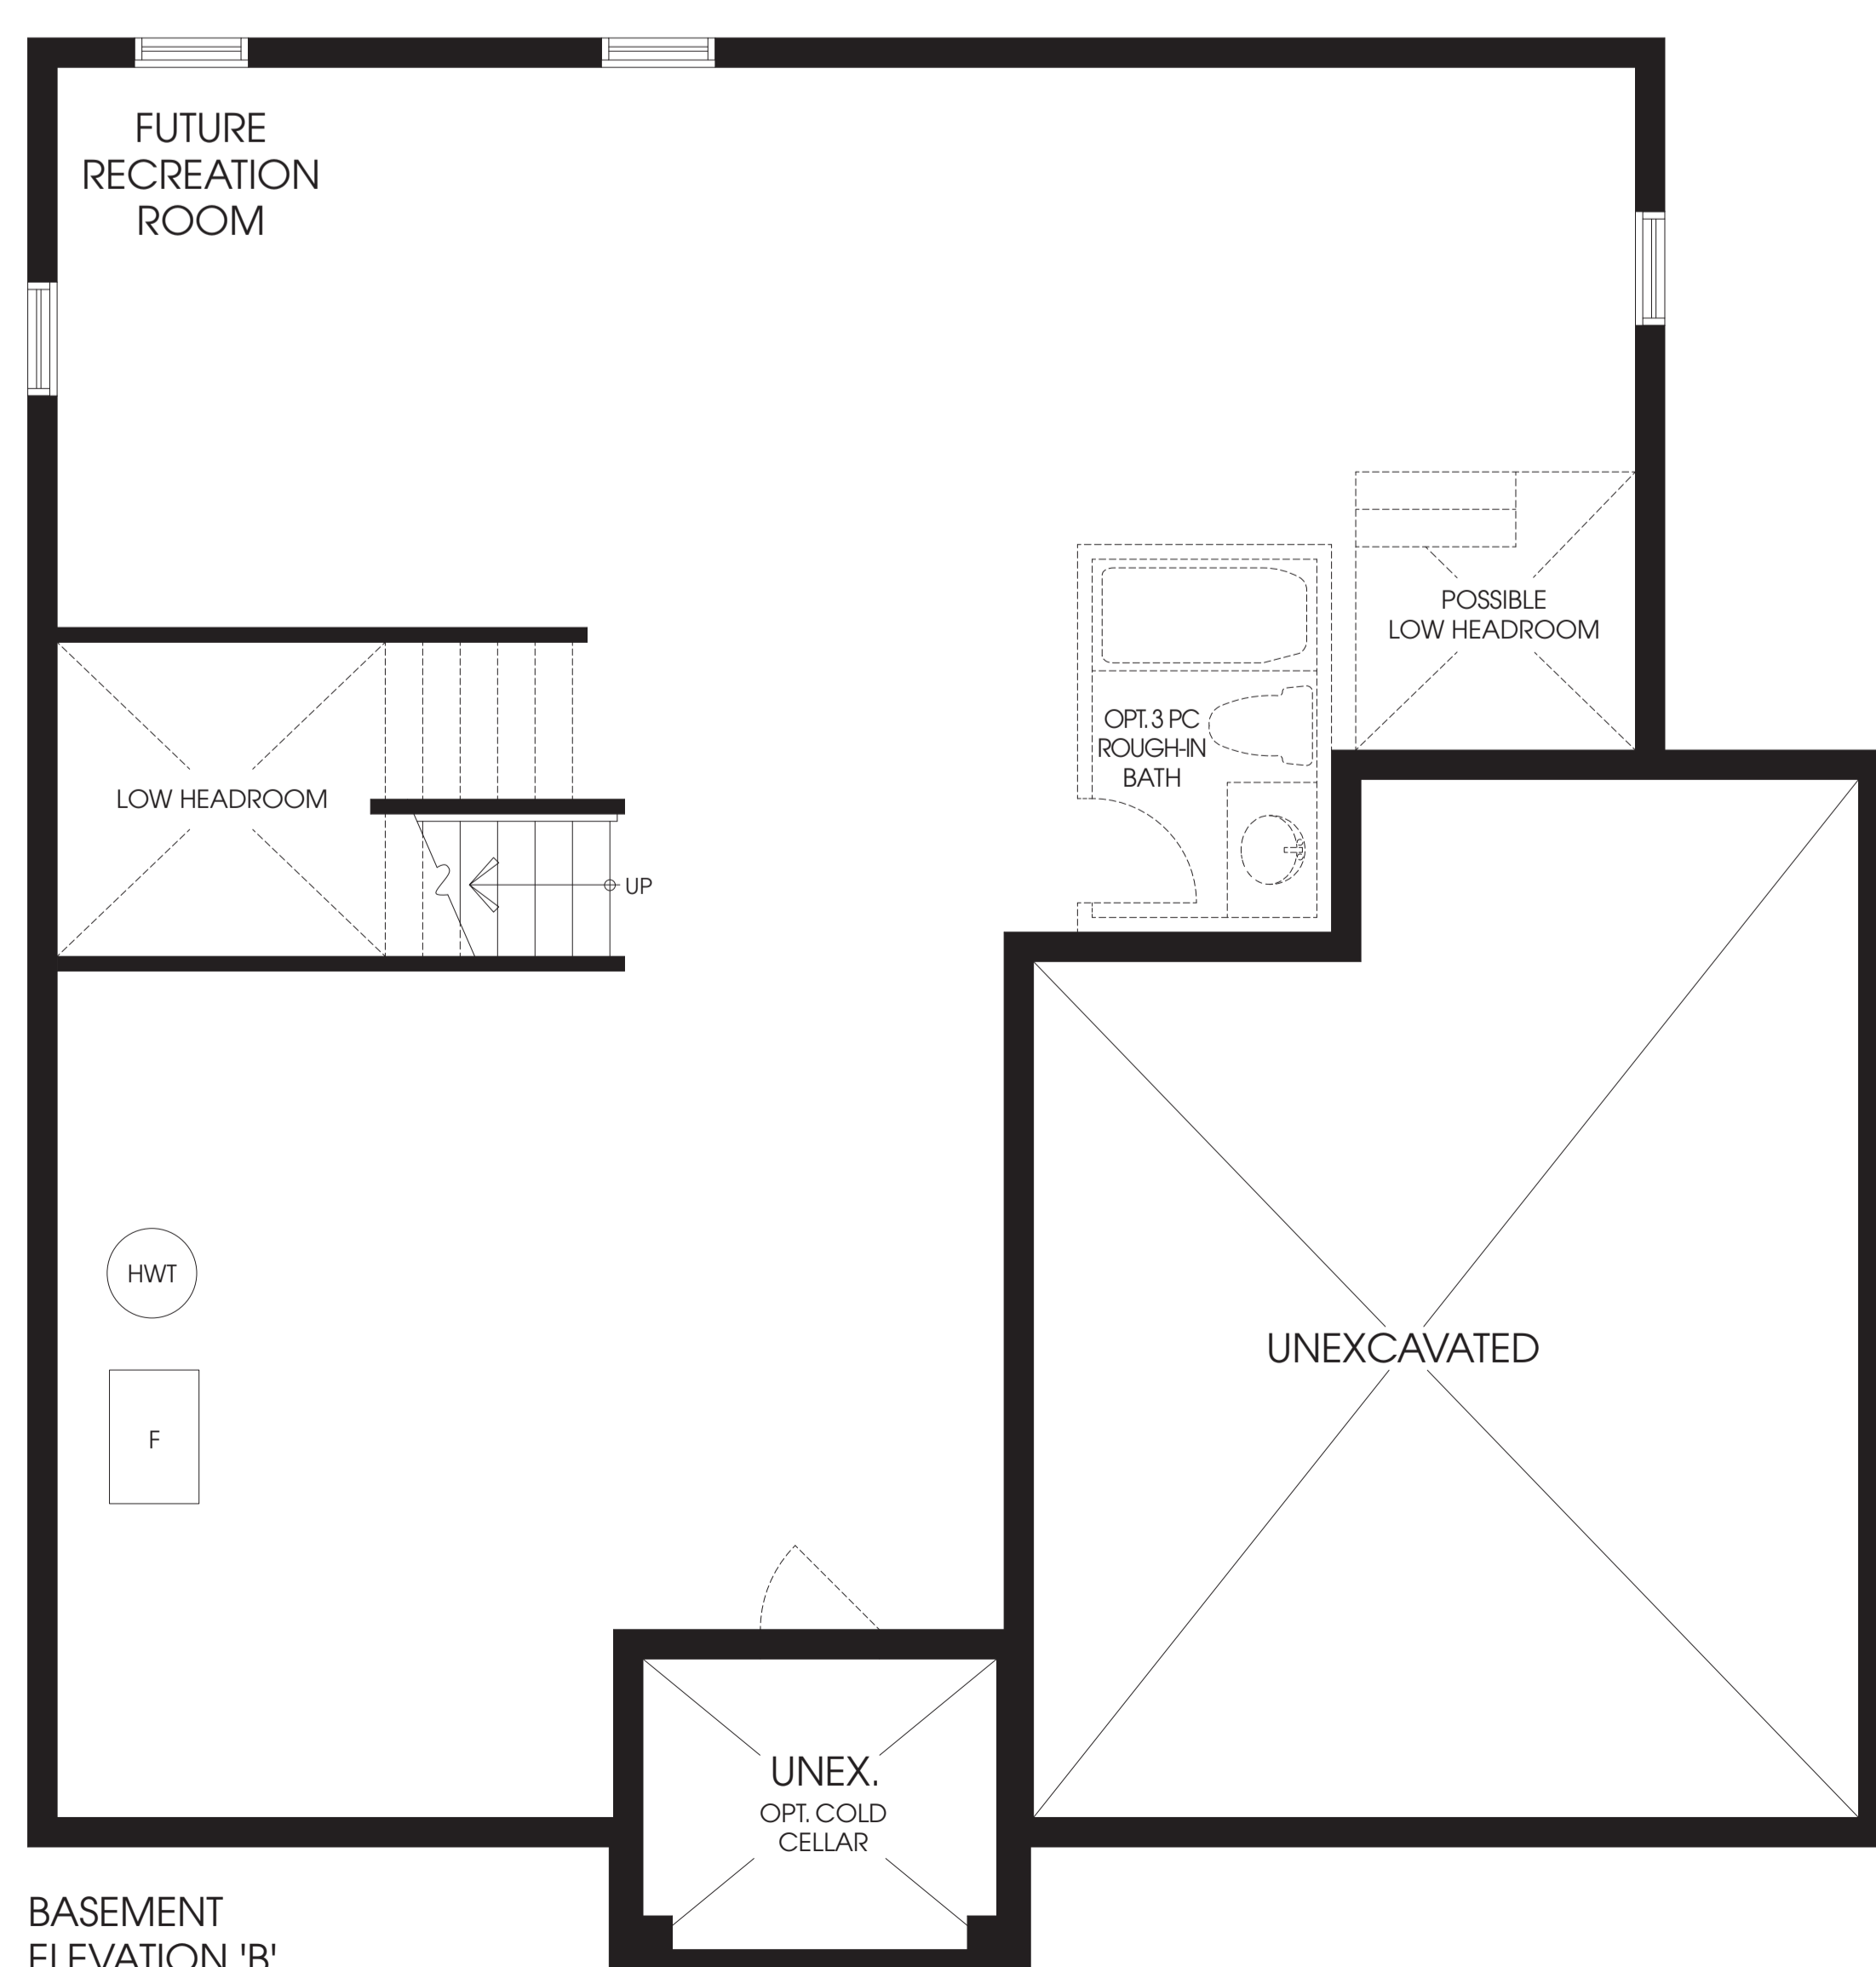 FUTURE
RECREATION
ROOM
POSSIBLE
LOW HEADROOM
OPT. 3 PC
ROUGH-IN
BATH
LOW HEADROOM
UP
HWT
UNEXCAVATED
F
UNEX.
OPT. COLD
CELLAR
BASEMENT
ELEVATION 'B'